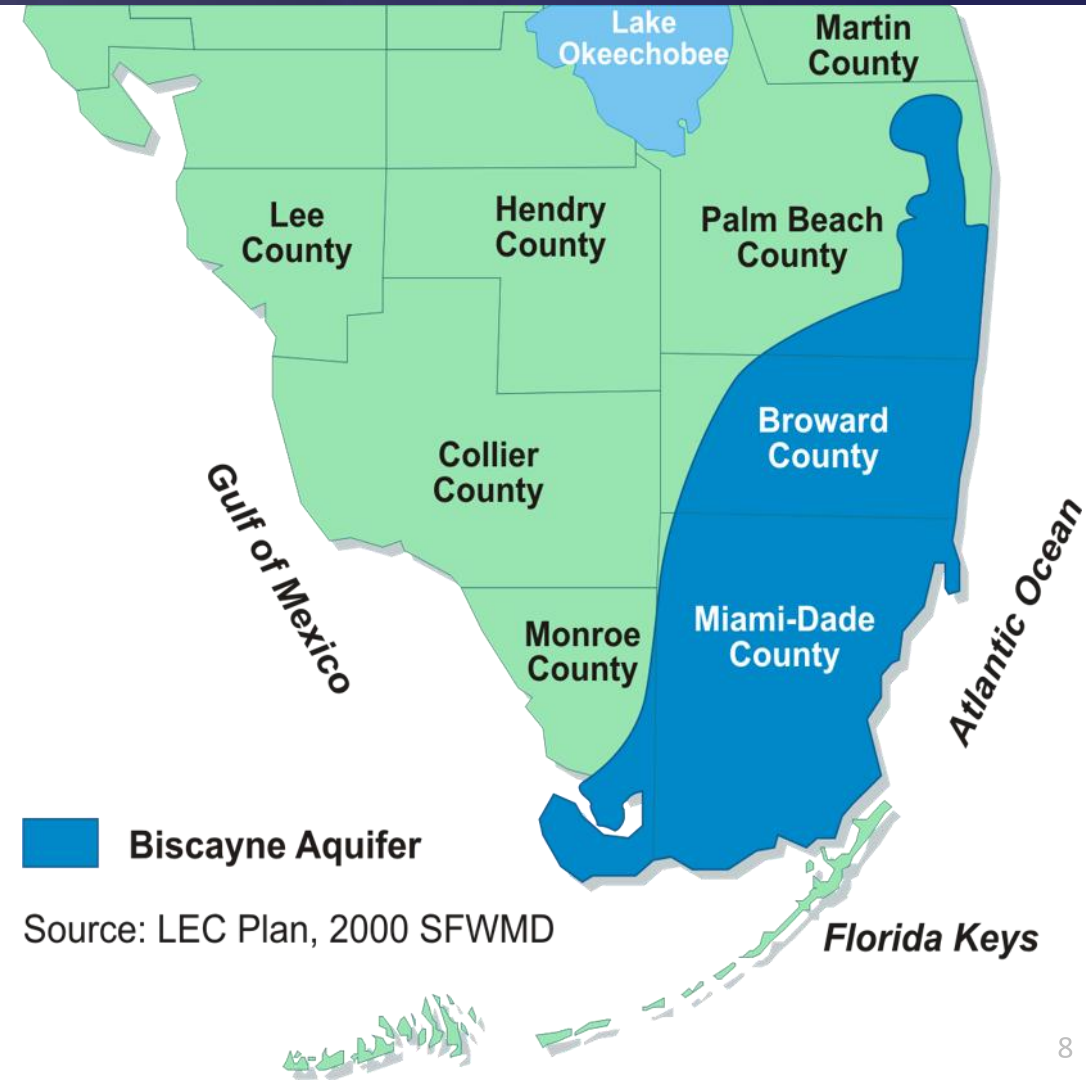 Lake
Okeechobee
Martin
County
Lee
County
Hendry
County
Palm Beach
County
Broward
County
Collier
County
Gulf of Mexico
Atlantic Ocean
Monroe
County
Miami-Dade
County
Biscayne Aquifer
Source: LEC Plan, 2000 SFWMD
Florida Keys
8